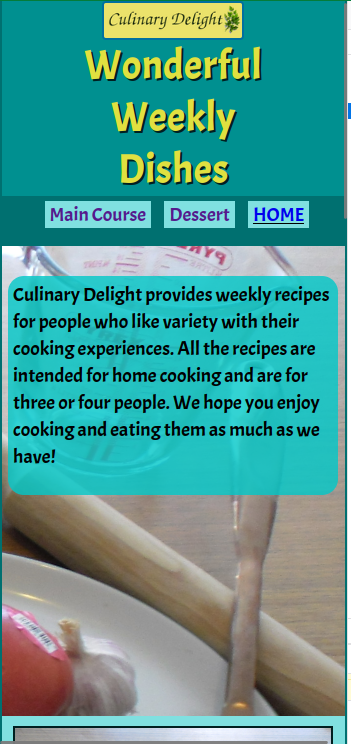 Culinary Delight
Wonderful
Weekly
Dishes
Main Course Dessert HOME
PYREX
Culinary Delight provides weekly recipes
for people who like variety with their
cooking experiences. All the recipes are
intended for home cooking and are for
three or four people. We hope you enjoy
cooking and eating them as much as we
have!